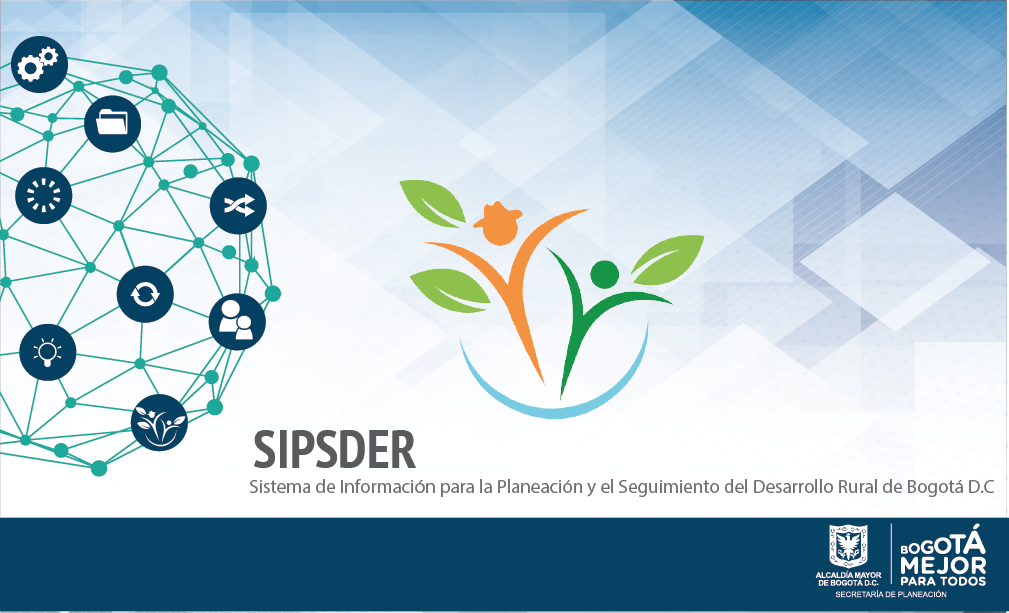 SIPSDER
Sistema de Información para la Planeación y el Seguimiento del Desarrollo Rural de Bogotá D.C
ALCALDÍA MAYOR
DE BOGOTÁ D.C.
SECRETARÍA DE PLANEACIÓN
BOGOTÁ
MEJOR
PARA TODOS